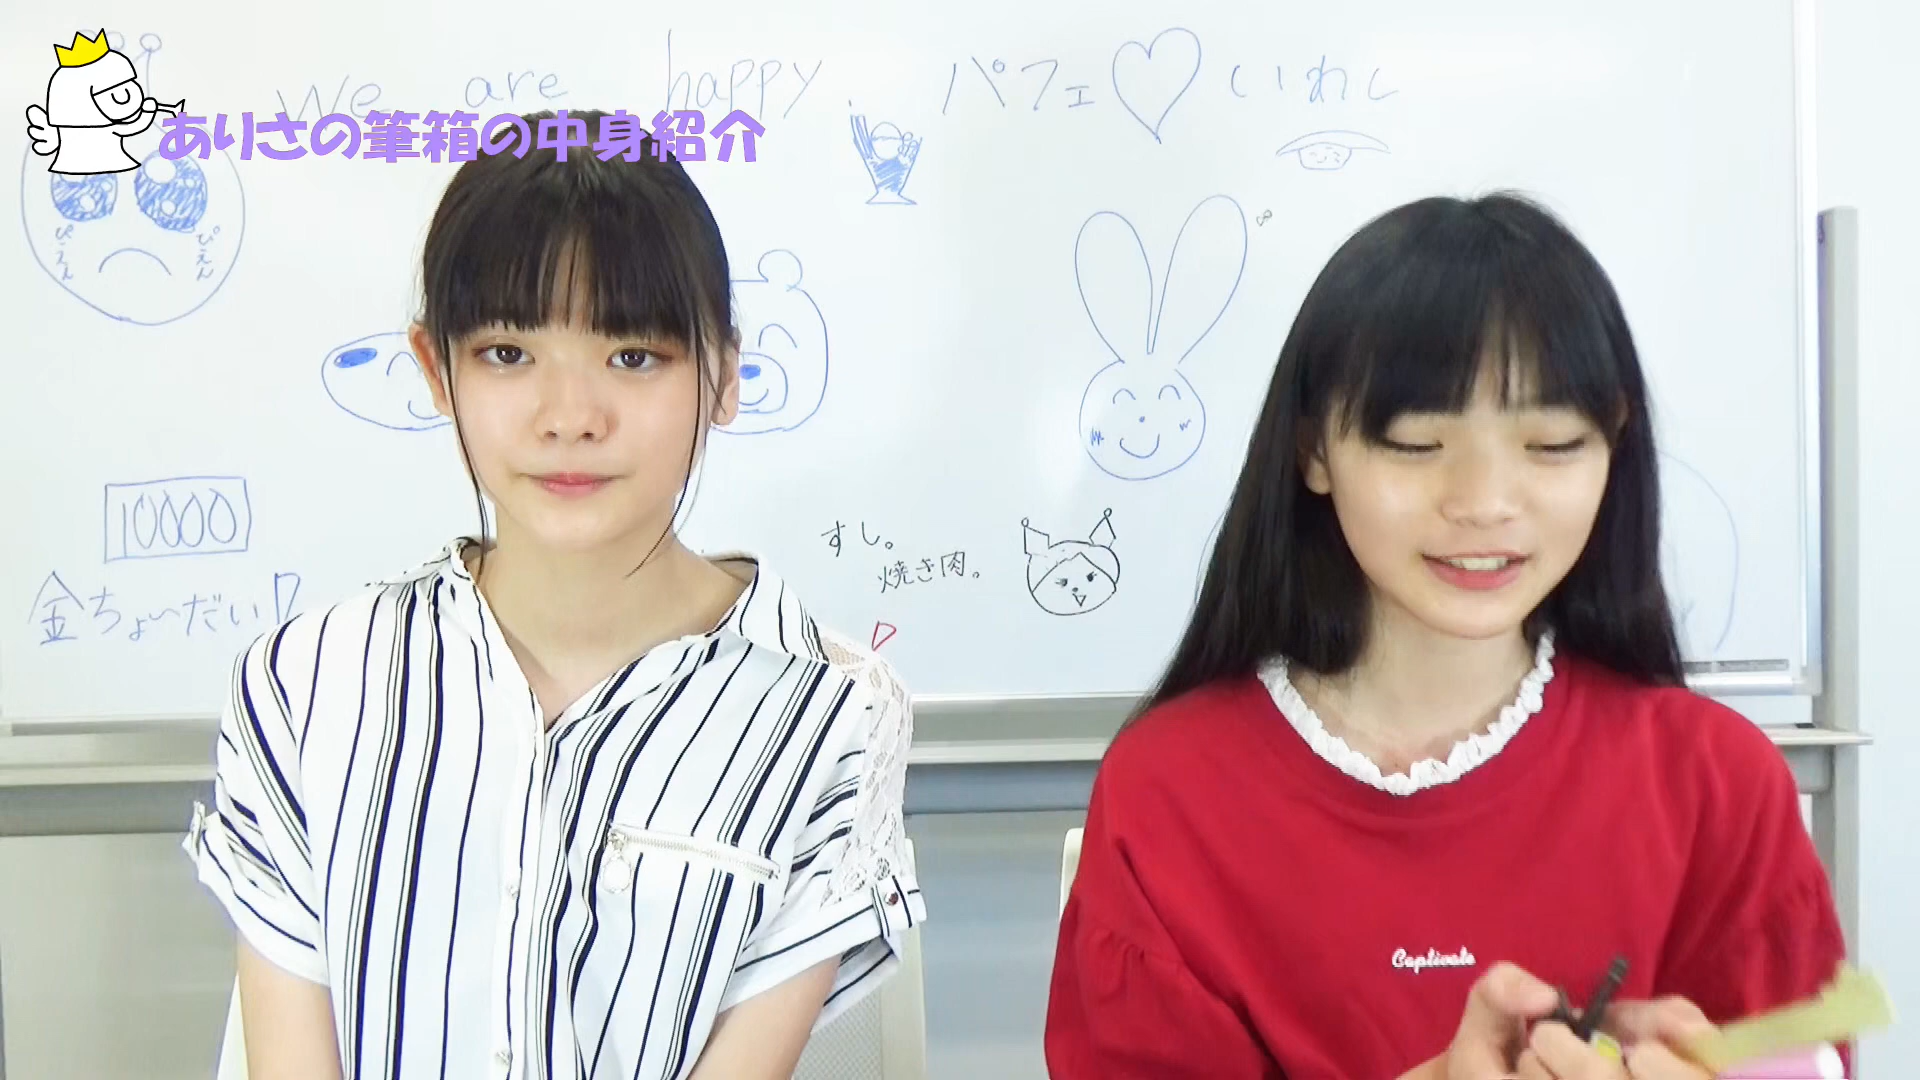 We are happy
パフェ♡いわし
ありさの筆箱の中身紹介
ぴえん
ぴえん
10000
すし。
焼き肉。
金ちょーだい
Captivate